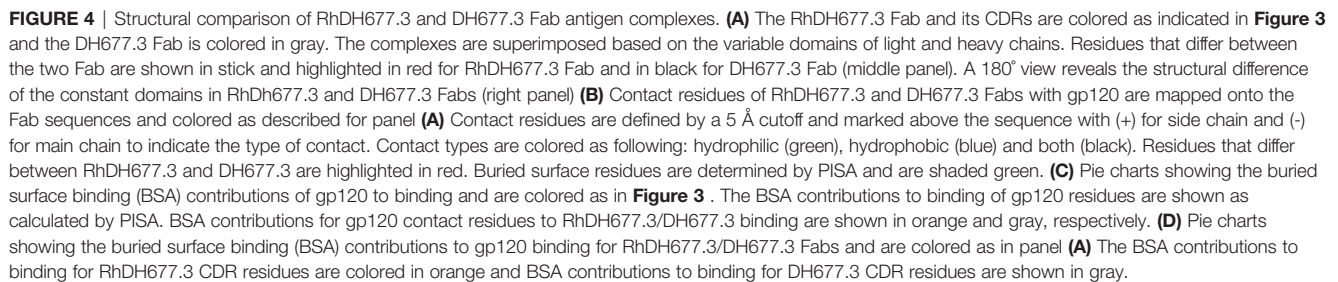 FIGURE 4 | Structural comparison of RhDH677.3 and DH677.3 Fab antigen complexes. (A) The RhDH677.3 Fab and its CDRs are colored as indicated in Figure 3
and the DH677.3 Fab is colored in gray. The complexes are superimposed based on the variable domains of light and heavy chains. Residues that differ between
the two Fab are shown in stick and highlighted in red for RhDH677.3 Fab and in black for DH677.3 Fab (middle panel). A 180° view reveals the structural difference
of the constant domains in RhDh677.3 and DH677.3 Fabs (right panel) (B) Contact residues of RhDH677.3 and DH677.3 Fabs with gp120 are mapped onto the
Fab sequences and colored as described for panel (A) Contact residues are defined by a 5 Å cutoff and marked above the sequence with (+) for side chain and (-)
for main chain to indicate the type of contact. Contact types are colored as following: hydrophilic (green), hydrophobic (blue) and both (black). Residues that differ
between RhDH677.3 and DH677.3 are highlighted in red. Buried surface residues are determined by PISA and are shaded green. (C) Pie charts showing the buried
surface binding (BSA) contributions of gp120 to binding and are colored as in Figure 3 . The BSA contributions to binding of gp120 residues are shown as
calculated by PISA. BSA contributions for gp120 contact residues to RhDH677.3/DH677.3 binding are shown in orange and gray, respectively. (D) Pie charts
showing the buried surface binding (BSA) contributions to gp120 binding for RhDH677.3/DH677.3 Fabs and are colored as in panel (A) The BSA contributions to
binding for RhDH677.3 CDR residues are colored in orange and BSA contributions to binding for DH677.3 CDR residues are shown in gray.